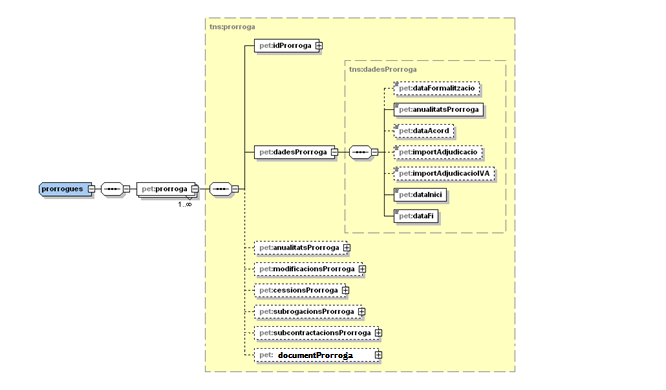 tns:prorroga
pet:idProrroga
tns:dadesProrroga
pet:dataFormalitzacio
pet:anualitatsProrroga
pet:dataAcord
pet:dadesProrroga
pet:importAdjudicacio
pet:importAdjudicacioIVA
prorrogues
pet:prorroga
pet:dataInici
1..∞
pet:dataFi
pet:anualitatsProrroga
pet:modificacionsProrroga
pet:cessionsProrroga
pet:subrogacionsProrroga
pet:subcontractacionsProrroga
pet: documentProrroga